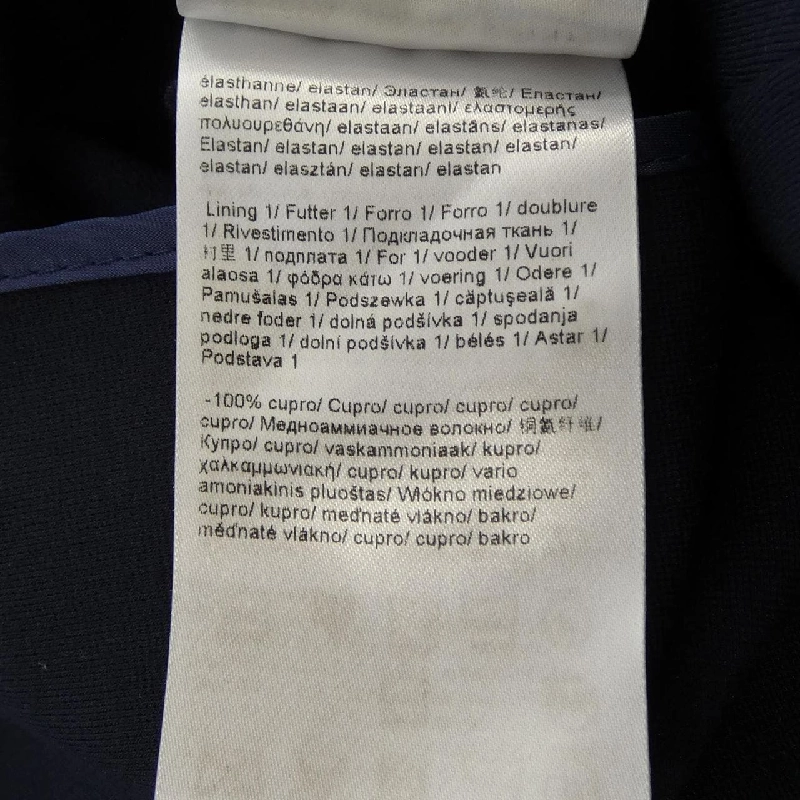 élasthanne/ elastan/ Эластан/ 氨纶/ Еластан/
elasthan/ elastaan/ elastaani/ ελαστομερής
πολυουρεθάνη/ elastaan/ elastāns/ elastanas/
Elastan/ elastan/ elastan/ elastan/ elastan/
elastan/ elasztán/ elastan/ elastan
Lining 1/ Futter 1/ Forro 1/ Forro 1/ doublure
1/ Rivestimento 1/ Подкладочная ткань 1/
衬里 1/ подплата 1/ For 1/ vooder 1/ Vuori
alaosa 1/ φόδρα κάτω 1/ voering 1/ Odere 1/
Pamušalas 1/ Podszewka 1/ căptuşeală 1/
nedre foder 1/ dolná podšívka 1/ spodanja
podloga 1/ dolní podšívka 1/ bélés 1/ Astar 1/
Podstava 1
-100% cupro/ Cupro/ cupro/ cupro/ cupro/
cupro/ Медноаммиачное волокно/ 铜氨纤维/
Купро/ cupro/ vaskammoniaak/ kupro/
χαλκαμμωνιακή/ cupro/ kupro/ vario
amoniakinis pluoštas/ Włókno miedziowe/
cupro/ kupro/ meďnaté vlákno/ bakro/
měďnaté vlákno/ cupro/ cupro/ bakro